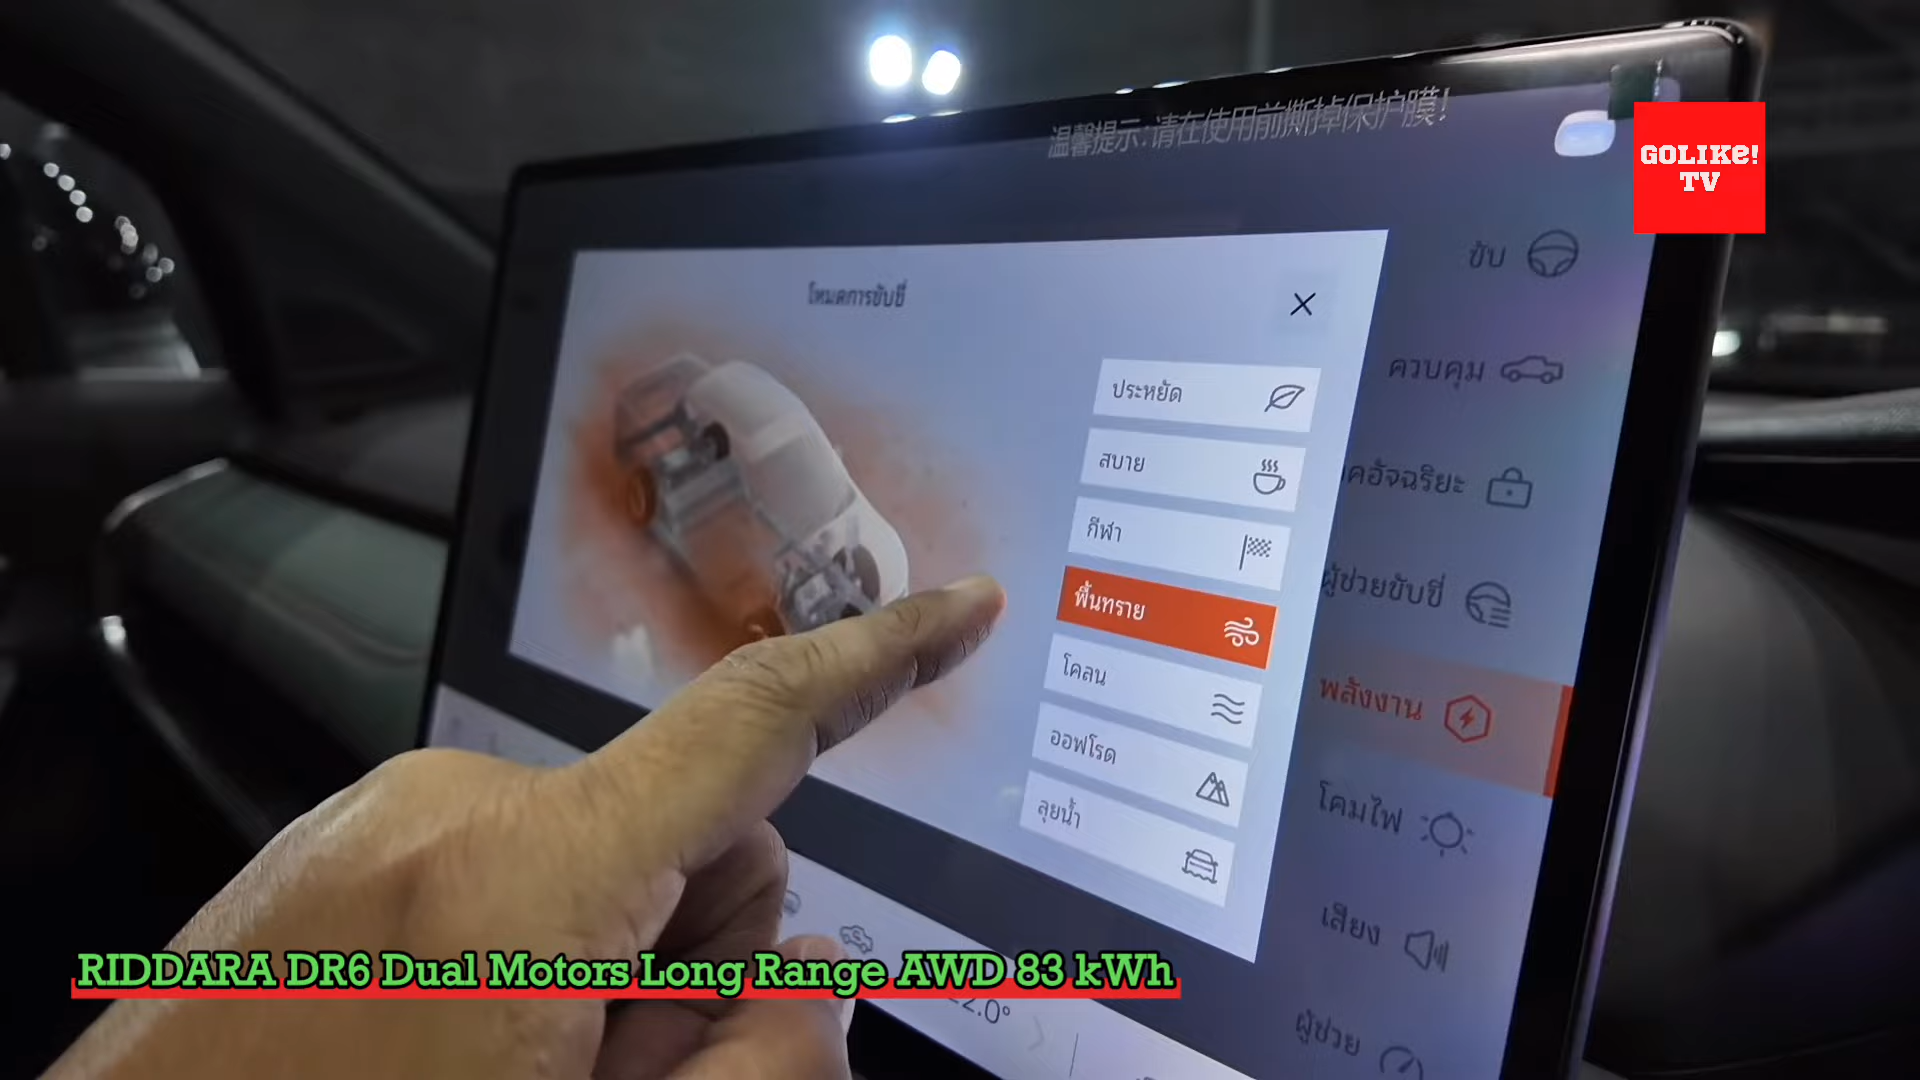 温馨提示:请在使用前撕掉保护膜!
GOLIKe!
TV
โหมดการขับขี่
ประหยัด
สบาย
กีฬา
พื้นทราย
โคลน
ออฟโรด
ลุยน้ำ
ขับ
ควบคุม
คอัจฉริยะ
ผู้ช่วยขับขี่
พลังงาน
โคมไฟ
เสียง
ผู้ช่วย
RIDDARA DR6 Dual Motors Long Range AWD 83 kWh